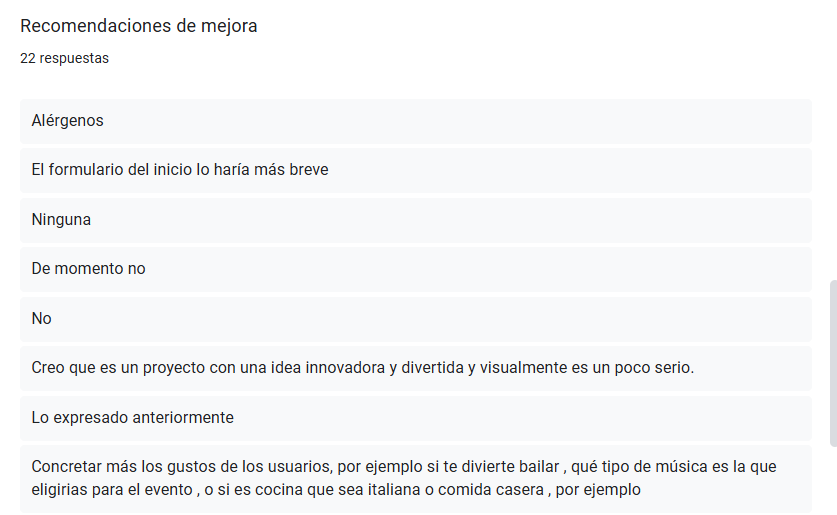 Recomendaciones de mejora
22 respuestas
Alérgenos
El formulario del inicio lo haría más breve
Ninguna
De momento no
No
Creo que es un proyecto con una idea innovadora y divertida y visualmente es un poco serio.
Lo expresado anteriormente
Concretar más los gustos de los usuarios, por ejemplo si te divierte bailar , qué tipo de música es la que
eligirias para el evento , o si es cocina que sea italiana o comida casera , por ejemplo